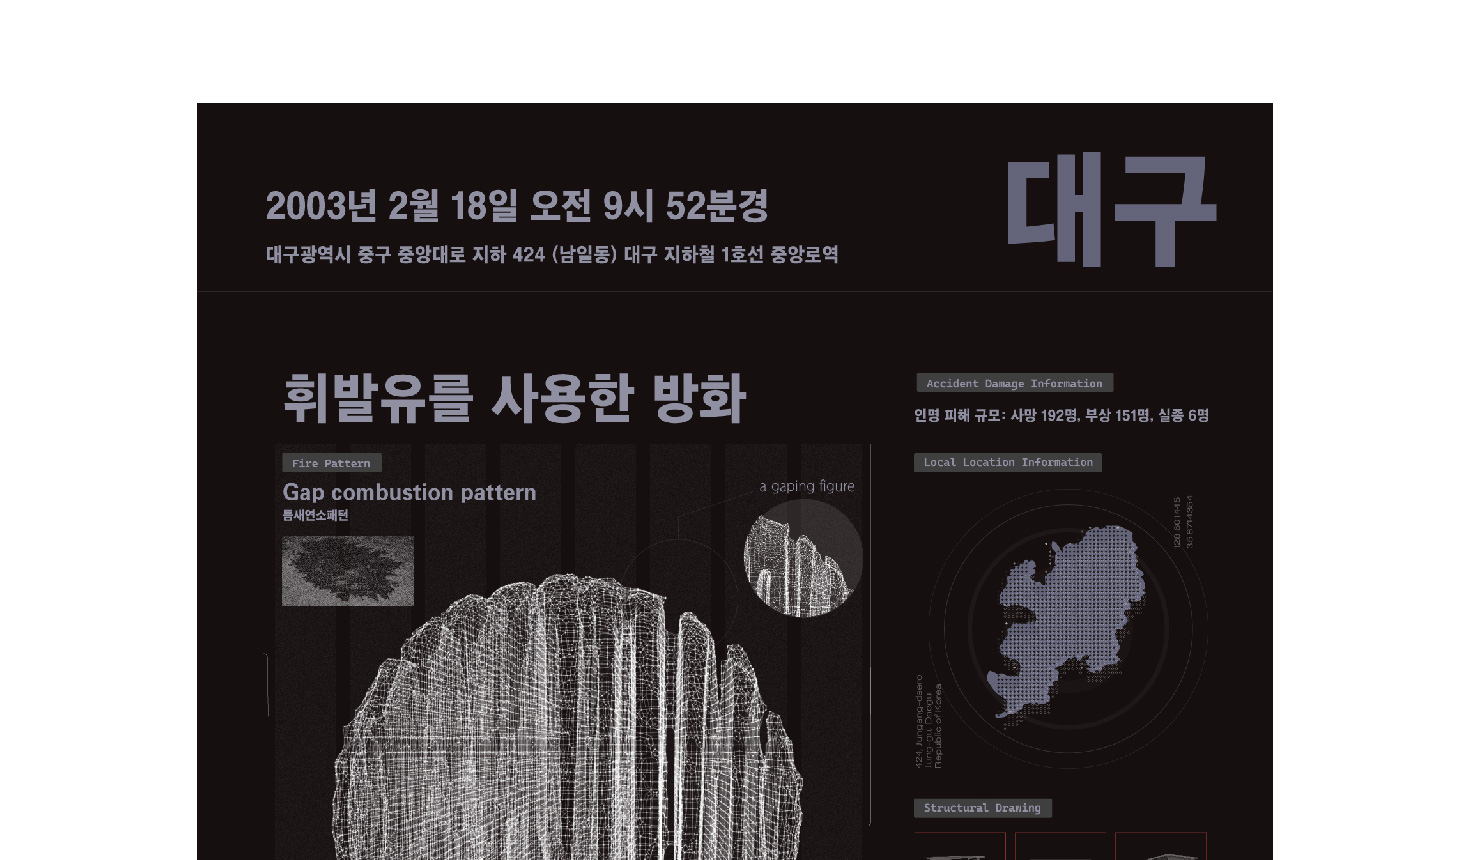 2003년 2월 18일 오전 9시 52분경
대구
대구광역시 중구 중앙대로 지하 424 (남일동) 대구 지하철 1호선 중앙로역
휘발유를 사용한 방화
Fire Pattern
Gap combustion pattern
틈새연소패턴
a gaping figure
Accident Damage Information
인명 피해 규모: 사망 192명, 부상 151명, 실종 6명
Local Location Information
424, Jungang-daero
Jung-gu Daegu
Republic of Korea
Structural Drawing